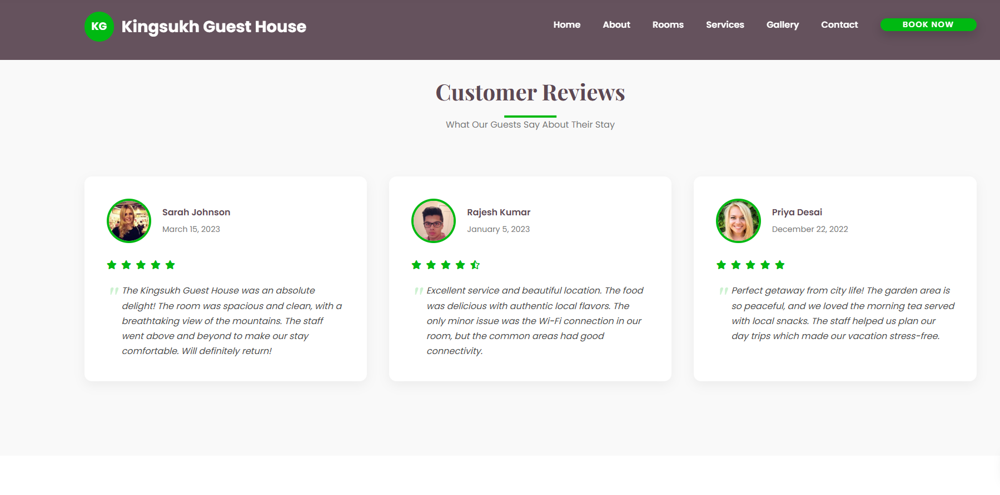 KG Kingsukh Guest House Home About Rooms Services Gallery Contact BOOK NOW
Customer Reviews
What Our Guests Say About Their Stay
Sarah Johnson
March 15, 2023
" The Kingsukh Guest House was an absolute
delight! The room was spacious and clean, with a
breathtaking view of the mountains. The staff
went above and beyond to make our stay
comfortable. Will definitely return!
Rajesh Kumar
January 5, 2023
" Excellent service and beautiful location. The food
was delicious with authentic local flavors. The
only minor issue was the Wi-Fi connection in our
room, but the common areas had good
connectivity.
Priya Desai
December 22, 2022
" Perfect getaway from city life! The garden area is
so peaceful, and we loved the morning tea served
with local snacks. The staff helped us plan our
day trips which made our vacation stress-free.